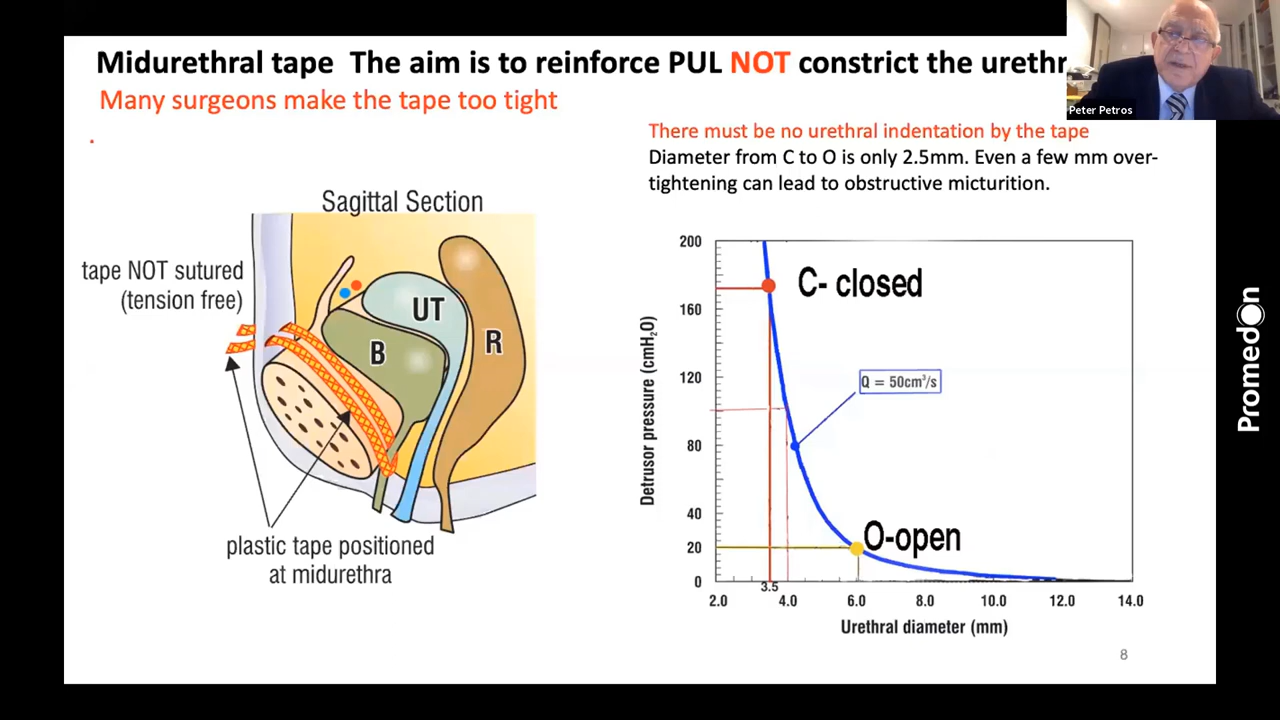 Midurethral tape The aim is to reinforce PUL NOT constrict the urethr
Many surgeons make the tape too tight
Peter Petros
There must be no urethral indentation by the tape
Diameter from C to O is only 2.5mm. Even a few mm over-
tightening can lead to obstructive micturition.
Sagittal Section
tape NOT sutured
(tension free)
UT
B
R
plastic tape positioned
at midurethra
200
160
120
80
40
20
0
Detrusor pressure (cmH₂O)
C- closed
Q = 50cm³/s
O-open
3.5
2.0 4.0 6.0 8.0 10.0 12.0 14.0
Urethral diameter (mm)
Promedon
8